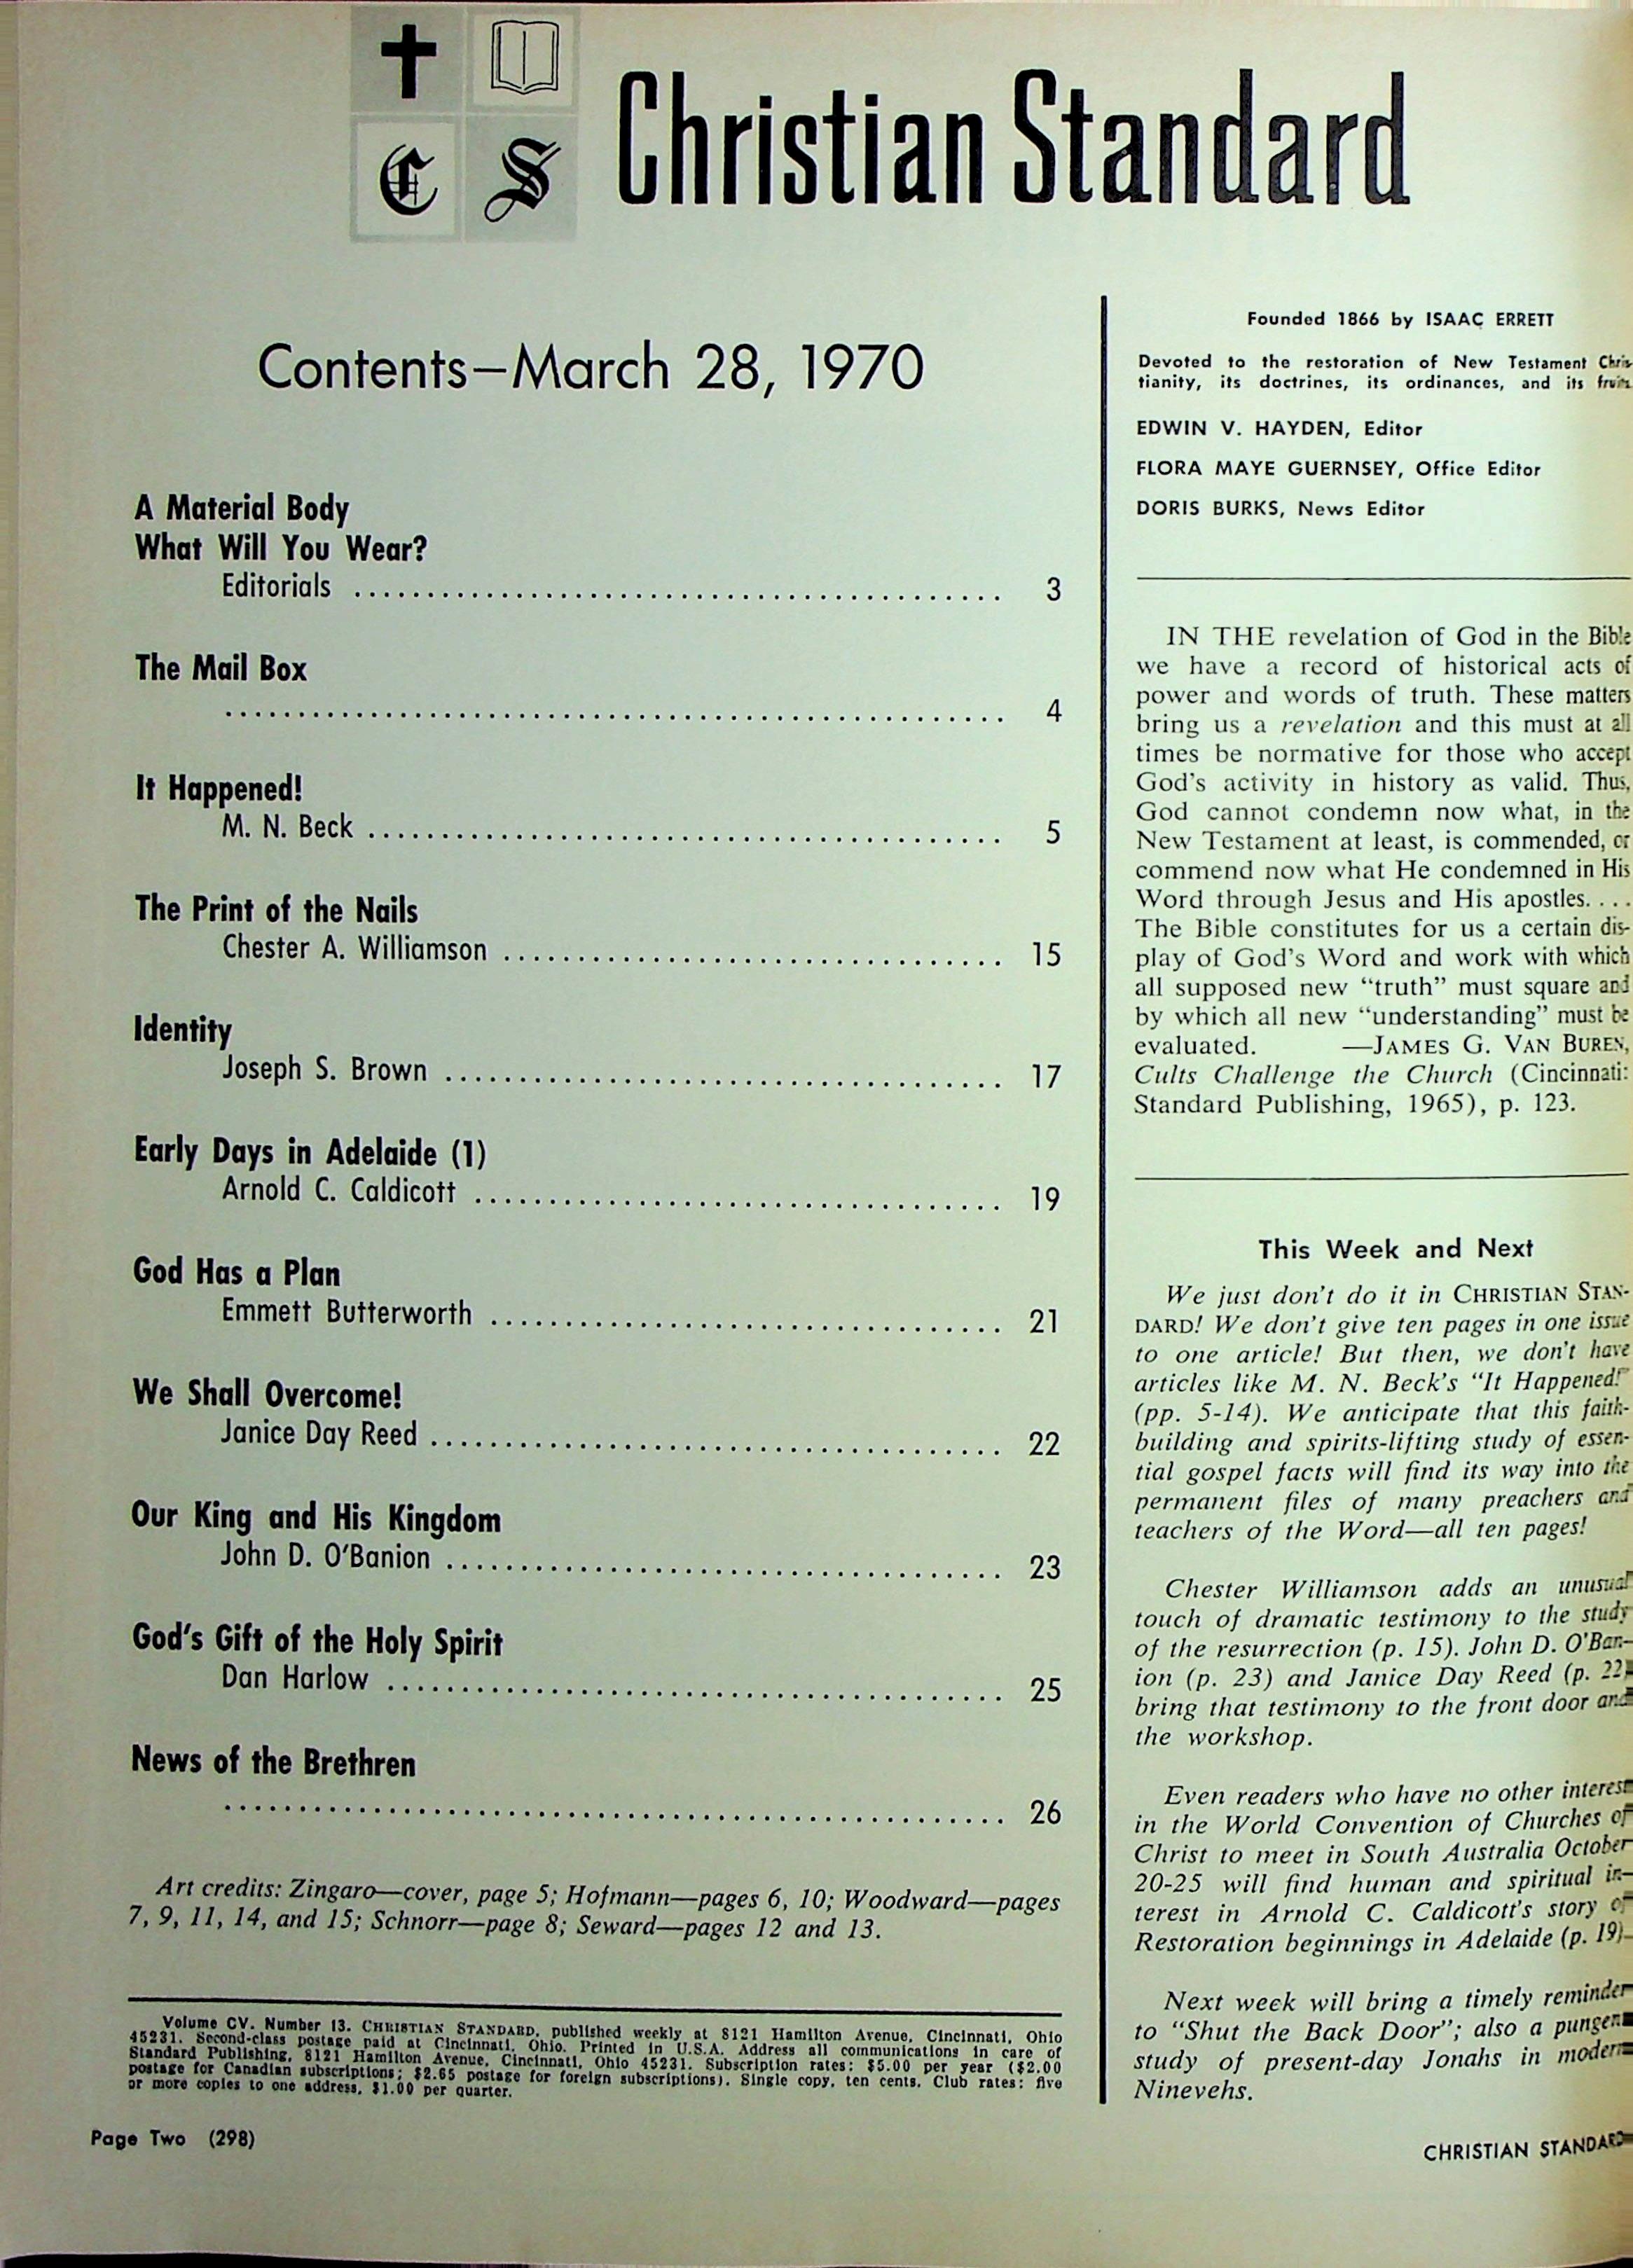 C S
Christian Standard
Contents—March 28, 1970
A Material Body
What Will You Wear?
Editorials ............................................. 3
The Mail Box
...................................................... 4
It Happened!
M. N. Beck ............................................ 5
The Print of the Nails
Chester A. Williamson .................................. 15
Identity
Joseph S. Brown ...................................... 17
Early Days in Adelaide (1)
Arnold C. Caldicott .................................... 19
God Has a Plan
Emmett Butterworth ................................... 21
We Shall Overcome!
Janice Day Reed ....................................... 22
Our King and His Kingdom
John D. O'Banion ...................................... 23
God's Gift of the Holy Spirit
Dan Harlow .......................................... 25
News of the Brethren
...................................................... 26
Art credits: Zingaro—cover, page 5; Hofmann—pages 6, 10; Woodward—pages
7, 9, 11, 14, and 15; Schnorr—page 8; Seward—pages 12 and 13.
Volume CV. Number 13. CHRISTIAN STANDARD, published weekly at 8121 Hamilton Avenue, Cincinnati, Ohio
45231. Second-class postage paid at Cincinnati, Ohio. Printed in U.S.A. Address all communications in care of
Standard Publishing, 8121 Hamilton Avenue, Cincinnati, Ohio 45231. Subscription rates: $5.00 per year ($2.00
postage for Canadian subscriptions; $2.65 postage for foreign subscriptions). Single copy, ten cents. Club rates: five
or more copies to one address, $1.00 per quarter.
Page Two (298)
Founded 1866 by ISAAC ERRETT
Devoted to the restoration of New Testament Chris-
tianity, its doctrines, its ordinances, and its fruits.
EDWIN V. HAYDEN, Editor
FLORA MAYE GUERNSEY, Office Editor
DORIS BURKS, News Editor
IN THE revelation of God in the Bible
we have a record of historical acts of
power and words of truth. These matters
bring us a revelation and this must at all
times be normative for those who accept
God's activity in history as valid. Thus,
God cannot condemn now what, in the
New Testament at least, is commended, or
commend now what He condemned in His
Word through Jesus and His apostles. . . .
The Bible constitutes for us a certain dis-
play of God's Word and work with which
all supposed new "truth" must square and
by which all new "understanding" must be
evaluated. —JAMES G. VAN BUREN,
Cults Challenge the Church (Cincinnati:
Standard Publishing, 1965), p. 123.
This Week and Next
We just don't do it in CHRISTIAN STAN-
DARD! We don't give ten pages in one issue
to one article! But then, we don't have
articles like M. N. Beck's "It Happened!"
(pp. 5-14). We anticipate that this faith-
building and spirits-lifting study of essen-
tial gospel facts will find its way into the
permanent files of many preachers and
teachers of the Word—all ten pages!
Chester Williamson adds an unusual
touch of dramatic testimony to the study
of the resurrection (p. 15). John D. O'Ban-
ion (p. 23) and Janice Day Reed (p. 22)
bring that testimony to the front door and
the workshop.
Even readers who have no other interest
in the World Convention of Churches of
Christ to meet in South Australia October
20-25 will find human and spiritual in-
terest in Arnold C. Caldicott's story of
Restoration beginnings in Adelaide (p. 19).
Next week will bring a timely reminder
to "Shut the Back Door"; also a pungent
study of present-day Jonahs in modern
Ninevehs.
CHRISTIAN STANDARD